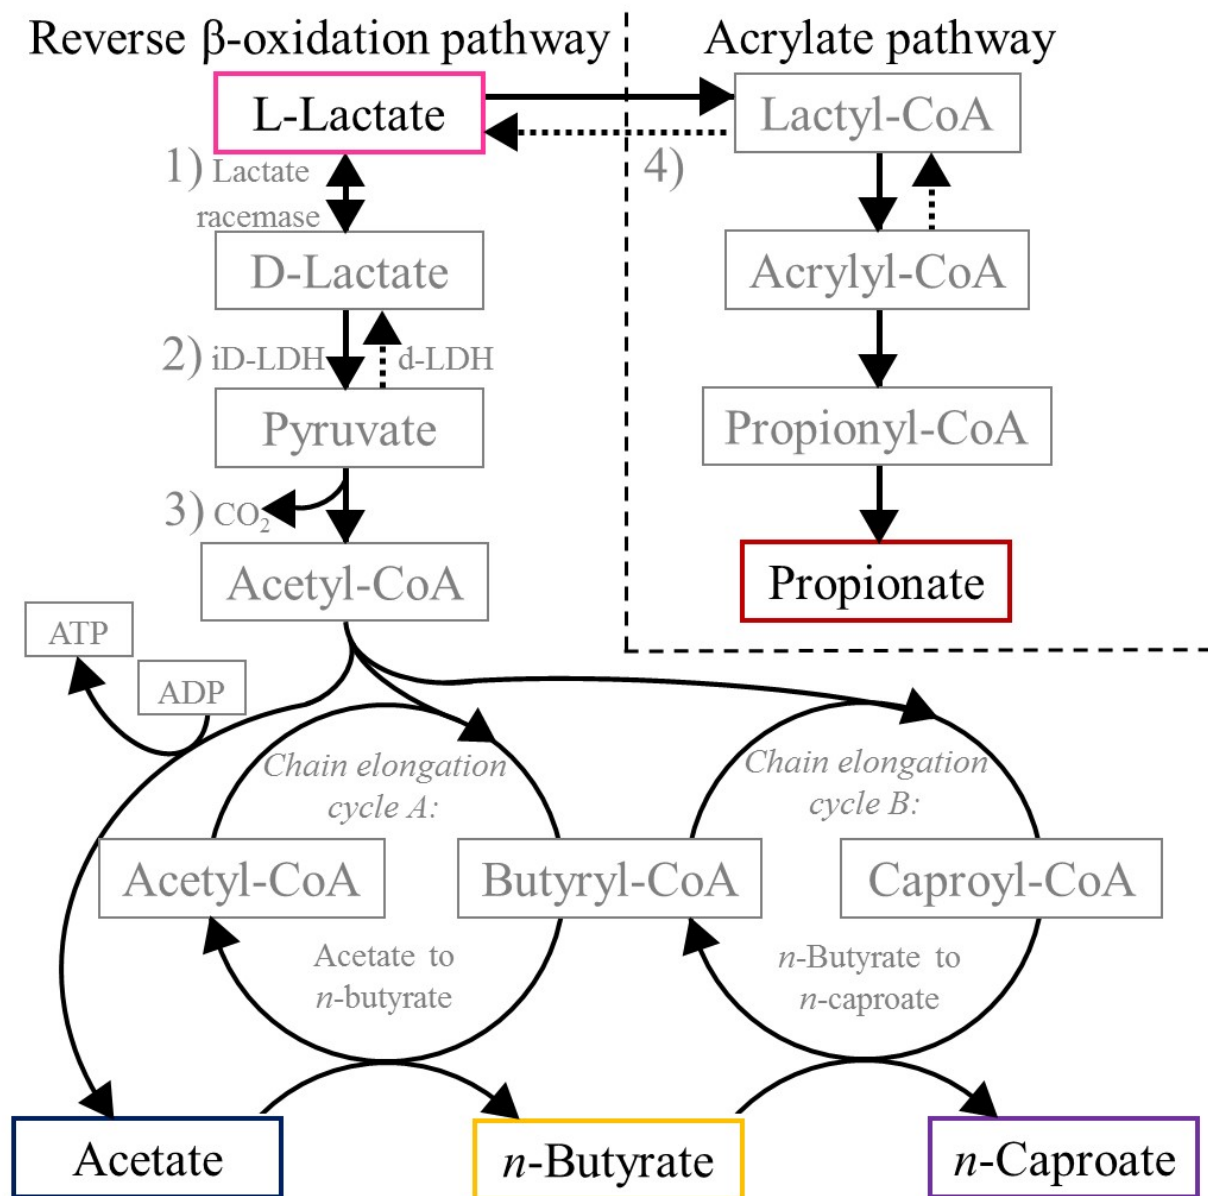 Reverse β-oxidation pathway
Acrylate pathway
L-Lactate
Lactyl-CoA
1) Lactate
racemase
4)
D-Lactate
Acrylyl-CoA
2) iD-LDH
d-LDH
Pyruvate
Propionyl-CoA
3) CO₂
Acetyl-CoA
Propionate
ATP
ADP
Chain elongation
cycle A:
Chain elongation
cycle B:
Acetyl-CoA
Butyryl-CoA
Caproyl-CoA
Acetate to
n-butyrate
n-Butyrate to
n-caproate
Acetate
n-Butyrate
n-Caproate